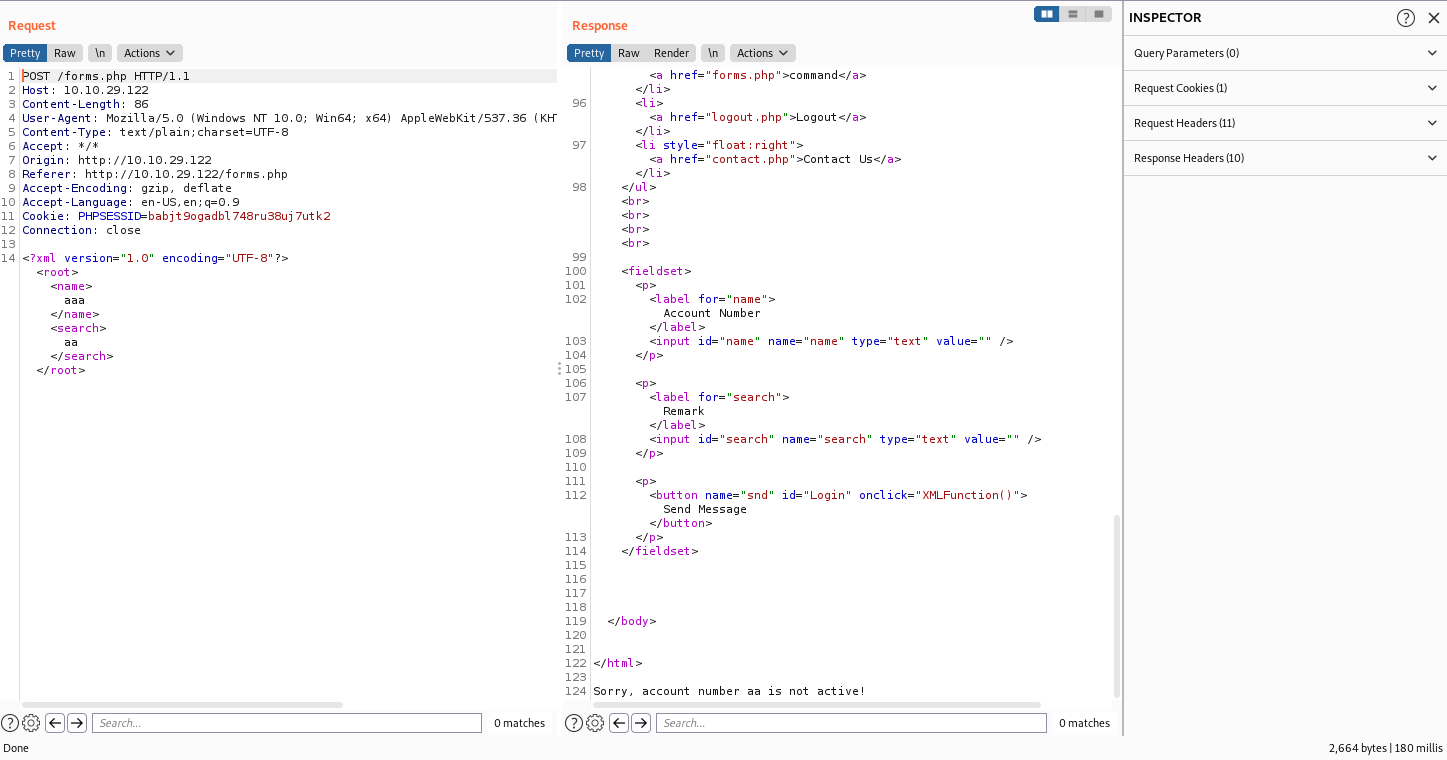 Request
Pretty Raw \n Actions
1 POST /forms.php HTTP/1.1
2 Host: 10.10.29.122
3 Content-Length: 86
4 User-Agent: Mozilla/5.0 (Windows NT 10.0; Win64; x64) AppleWebKit/537.36 (KHT
5 Content-Type: text/plain;charset=UTF-8
6 Accept: */*
7 Origin: http://10.10.29.122
8 Referer: http://10.10.29.122/forms.php
9 Accept-Encoding: gzip, deflate
10 Accept-Language: en-US,en;q=0.9
11 Cookie: PHPSESSID=babjt9ogadbl748ru38uj7utk2
12 Connection: close
13
14 <?xml version="1.0" encoding="UTF-8"?>
<root>
<name>
aaa
</name>
<search>
aa
</search>
</root>
? Search... 0 matches
Response
Pretty Raw Render \n Actions
<a href="forms.php">command</a>
</li>
96 <li>
<a href="logout.php">Logout</a>
</li>
97 <li style="float:right">
<a href="contact.php">Contact Us</a>
</li>
98 </ul>
<br>
<br>
<br>
<br>
99
100 <fieldset>
101 <p>
102 <label for="name">
Account Number
</label>
103 <input id="name" name="name" type="text" value="" />
104 </p>
105
106 <p>
107 <label for="search">
Remark
</label>
108 <input id="search" name="search" type="text" value="" />
109 </p>
110
111 <p>
112 <button name="snd" id="Login" onclick="XMLFunction()">
Send Message
</button>
113 </p>
114 </fieldset>
115
116
117
118
119 </body>
120
121
122 </html>
123
124 Sorry, account number aa is not active!
? Search... 0 matches
INSPECTOR ?
Query Parameters (0)
Request Cookies (1)
Request Headers (11)
Response Headers (10)
Done
2,664 bytes | 180 millis